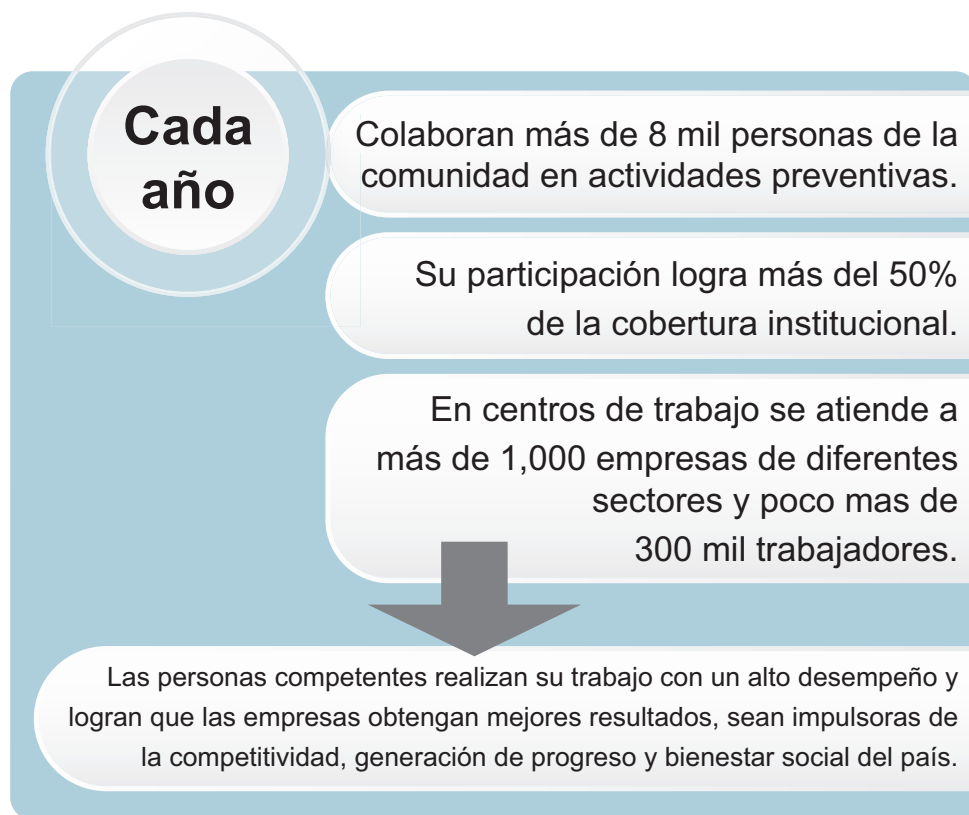 Cada
año
Colaboran más de 8 mil personas de la
comunidad en actividades preventivas.
Su participación logra más del 50%
de la cobertura institucional.
En centros de trabajo se atiende a
más de 1,000 empresas de diferentes
sectores y poco mas de
300 mil trabajadores.
Las personas competentes realizan su trabajo con un alto desempeño y
logran que las empresas obtengan mejores resultados, sean impulsoras de
la competitividad, generación de progreso y bienestar social del país.